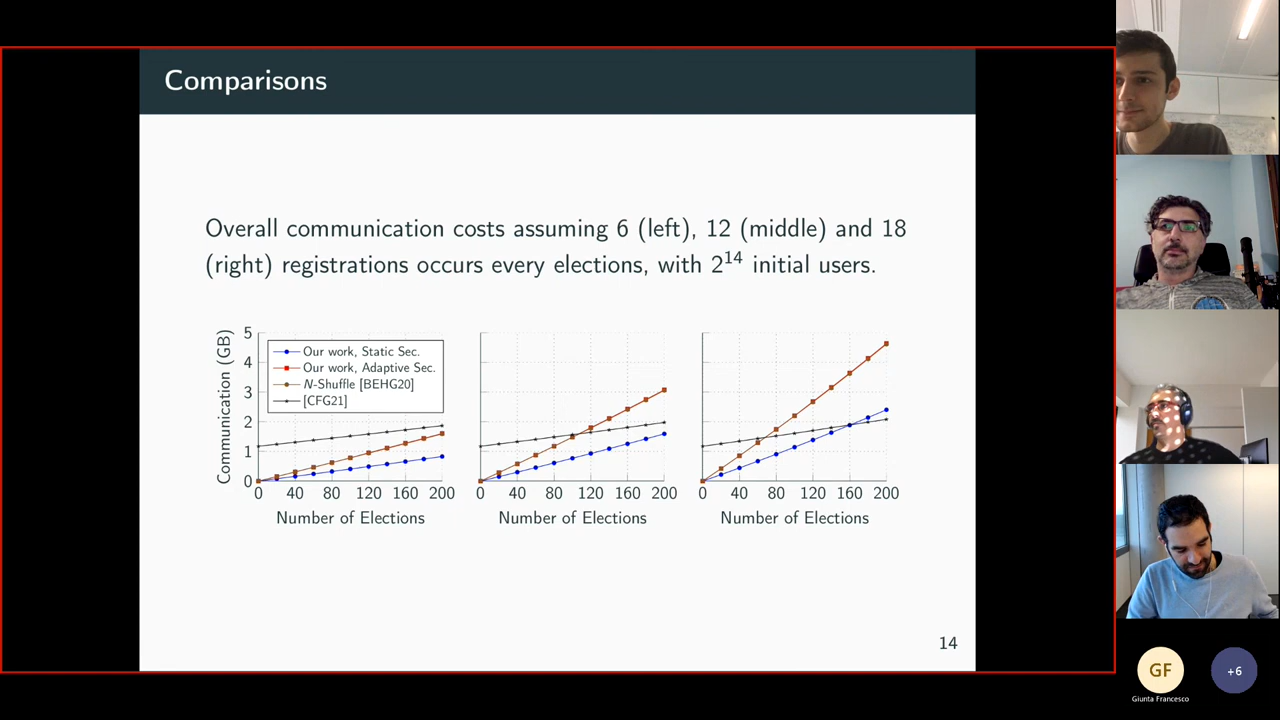 Comparisons
Overall communication costs assuming 6 (left), 12 (middle) and 18
(right) registrations occurs every elections, with 2^14 initial users.
Communication (GB)
5
4
3
2
1
0
Our work, Static Sec.
Our work, Adaptive Sec.
N-Shuffle [BEHG20]
[CFG21]
0 40 80 120 160 200
Number of Elections
0 40 80 120 160 200
Number of Elections
0 40 80 120 160 200
Number of Elections
14
GF
Giunta Francesco
+6